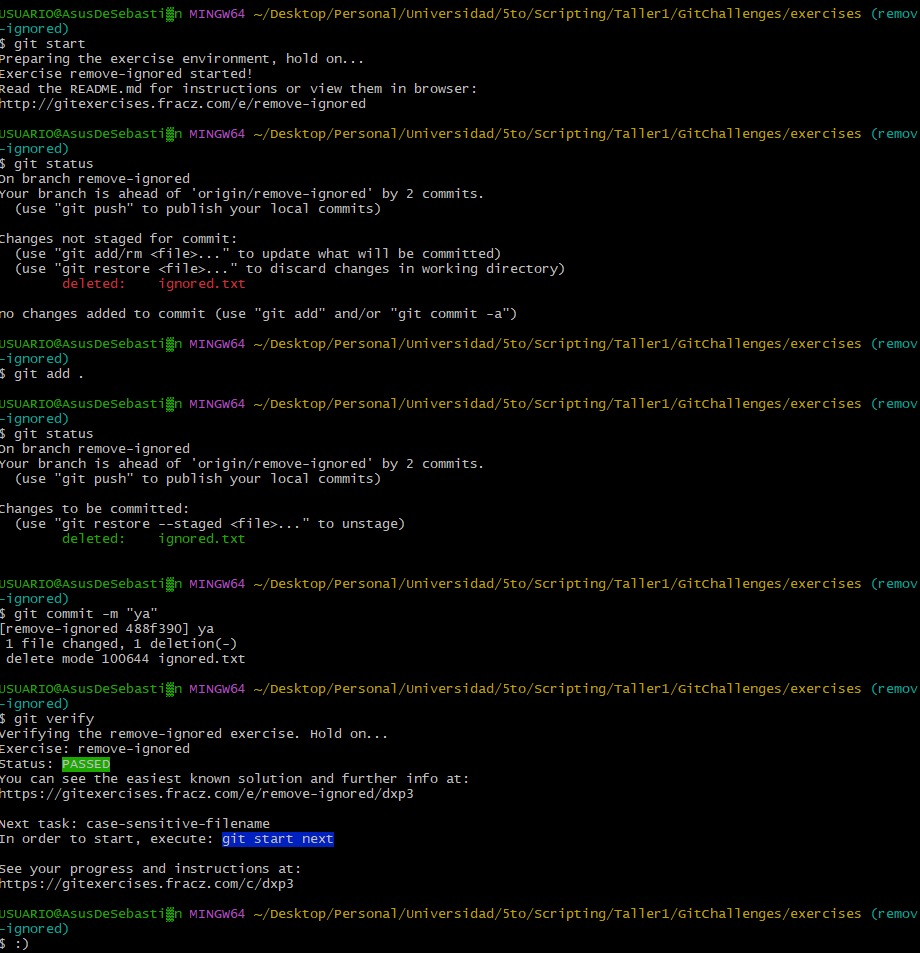 USUARIO@AsusDeSebasti▒n MINGW64 ~/Desktop/Personal/Universidad/5to/Scripting/Taller1/GitChallenges/exercises (remov
-ignored)
$ git start
Preparing the exercise environment, hold on...
Exercise remove-ignored started!
Read the README.md for instructions or view them in browser:
http://gitexercises.fracz.com/e/remove-ignored
USUARIO@AsusDeSebasti▒n MINGW64 ~/Desktop/Personal/Universidad/5to/Scripting/Taller1/GitChallenges/exercises (remov
-ignored)
$ git status
On branch remove-ignored
Your branch is ahead of 'origin/remove-ignored' by 2 commits.
  (use "git push" to publish your local commits)
Changes not staged for commit:
  (use "git add/rm <file>..." to update what will be committed)
  (use "git restore <file>..." to discard changes in working directory)
        deleted:    ignored.txt
no changes added to commit (use "git add" and/or "git commit -a")
USUARIO@AsusDeSebasti▒n MINGW64 ~/Desktop/Personal/Universidad/5to/Scripting/Taller1/GitChallenges/exercises (remov
-ignored)
$ git add .
USUARIO@AsusDeSebasti▒n MINGW64 ~/Desktop/Personal/Universidad/5to/Scripting/Taller1/GitChallenges/exercises (remov
-ignored)
$ git status
On branch remove-ignored
Your branch is ahead of 'origin/remove-ignored' by 2 commits.
  (use "git push" to publish your local commits)
Changes to be committed:
  (use "git restore --staged <file>..." to unstage)
        deleted:    ignored.txt
USUARIO@AsusDeSebasti▒n MINGW64 ~/Desktop/Personal/Universidad/5to/Scripting/Taller1/GitChallenges/exercises (remov
-ignored)
$ git commit -m "ya"
[remove-ignored 488f390] ya
 1 file changed, 1 deletion(-)
 delete mode 100644 ignored.txt
USUARIO@AsusDeSebasti▒n MINGW64 ~/Desktop/Personal/Universidad/5to/Scripting/Taller1/GitChallenges/exercises (remov
-ignored)
$ git verify
Verifying the remove-ignored exercise. Hold on...
Exercise: remove-ignored
Status: PASSED
You can see the easiest known solution and further info at:
https://gitexercises.fracz.com/e/remove-ignored/dxp3
Next task: case-sensitive-filename
In order to start, execute: git start next
See your progress and instructions at:
https://gitexercises.fracz.com/c/dxp3
USUARIO@AsusDeSebasti▒n MINGW64 ~/Desktop/Personal/Universidad/5to/Scripting/Taller1/GitChallenges/exercises (remov
-ignored)
$ :)